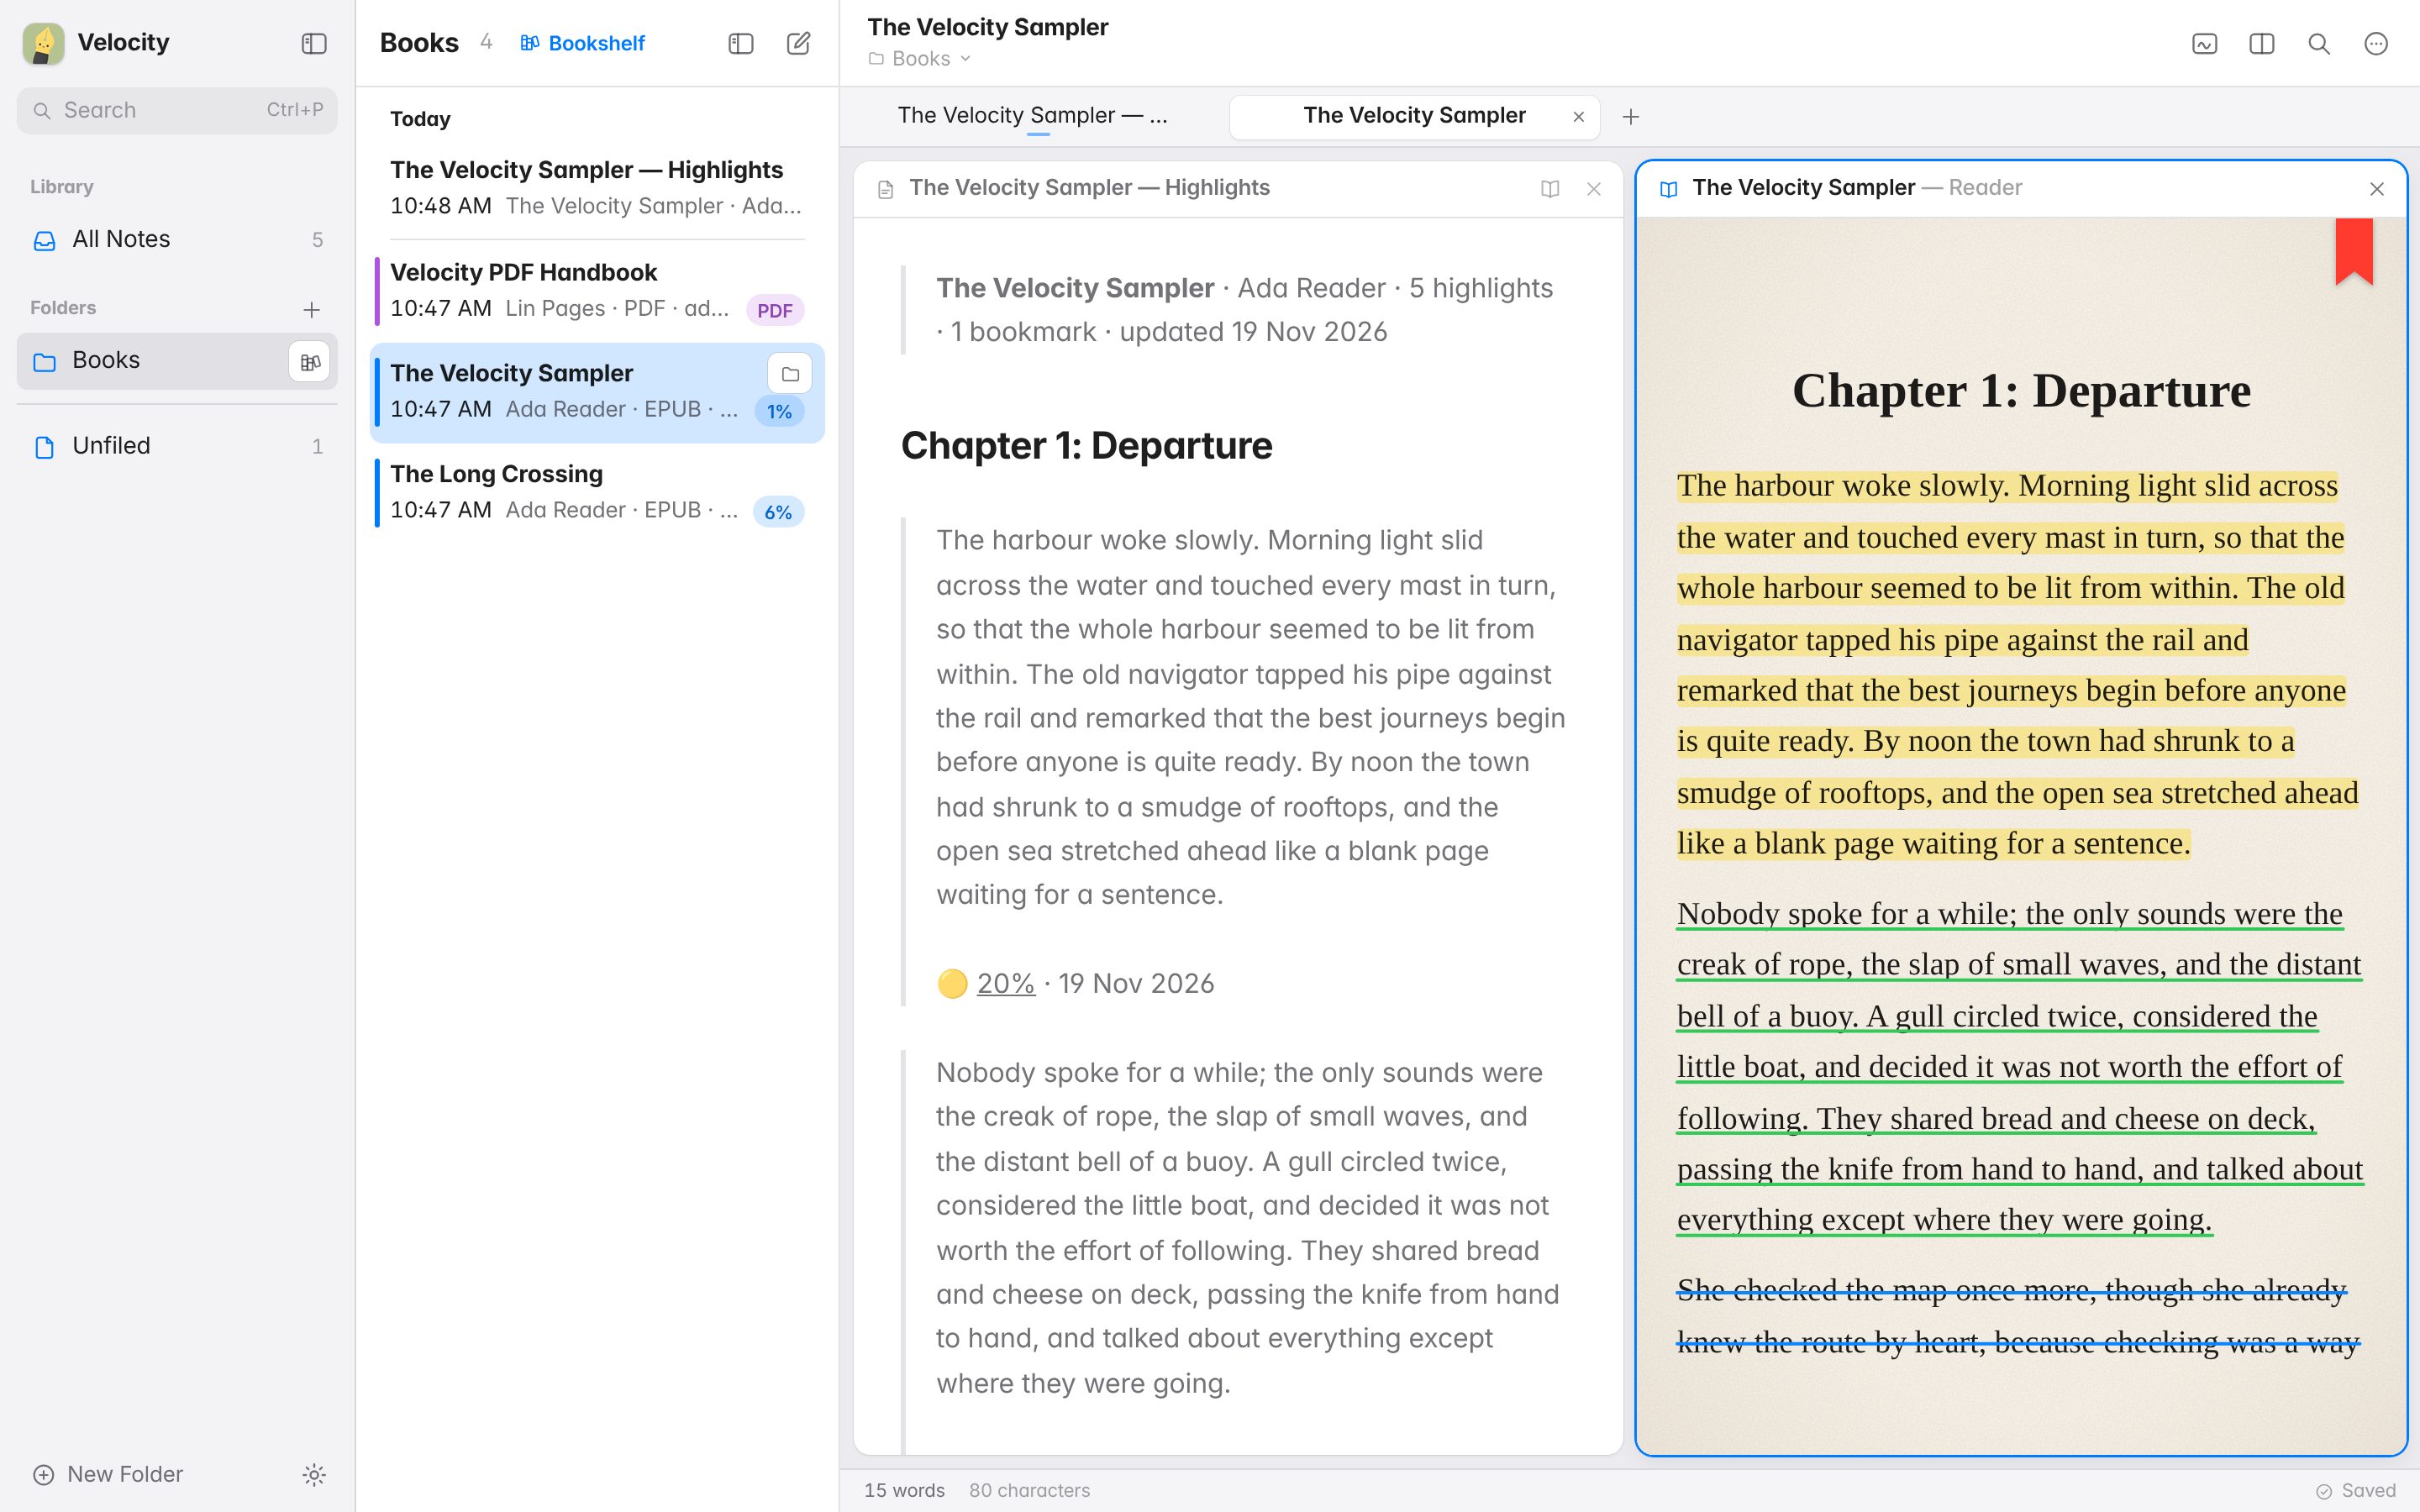 Velocity
Search Ctrl+P
Library
All Notes 5
Folders
Books
Unfiled 1
New Folder
Books 4 Bookshelf
Today
The Velocity Sampler — Highlights
10:48 AM The Velocity Sampler · Ada...
Velocity PDF Handbook
10:47 AM Lin Pages · PDF · ad... PDF
The Velocity Sampler
10:47 AM Ada Reader · EPUB · ... 1%
The Long Crossing
10:47 AM Ada Reader · EPUB · ... 6%
The Velocity Sampler
Books
The Velocity Sampler — ...
The Velocity Sampler
The Velocity Sampler — Highlights
The Velocity Sampler · Ada Reader · 5 highlights
· 1 bookmark · updated 19 Nov 2026
Chapter 1: Departure
The harbour woke slowly. Morning light slid
across the water and touched every mast in turn,
so that the whole harbour seemed to be lit from
within. The old navigator tapped his pipe against
the rail and remarked that the best journeys begin
before anyone is quite ready. By noon the town
had shrunk to a smudge of rooftops, and the
open sea stretched ahead like a blank page
waiting for a sentence.
20% · 19 Nov 2026
Nobody spoke for a while; the only sounds were
the creak of rope, the slap of small waves, and
the distant bell of a buoy. A gull circled twice,
considered the little boat, and decided it was not
worth the effort of following. They shared bread
and cheese on deck, passing the knife from hand
to hand, and talked about everything except
where they were going.
The Velocity Sampler — Reader
Chapter 1: Departure
The harbour woke slowly. Morning light slid across
the water and touched every mast in turn, so that the
whole harbour seemed to be lit from within. The old
navigator tapped his pipe against the rail and
remarked that the best journeys begin before anyone
is quite ready. By noon the town had shrunk to a
smudge of rooftops, and the open sea stretched ahead
like a blank page waiting for a sentence.
Nobody spoke for a while; the only sounds were the
creak of rope, the slap of small waves, and the distant
bell of a buoy. A gull circled twice, considered the
little boat, and decided it was not worth the effort of
following. They shared bread and cheese on deck,
passing the knife from hand to hand, and talked about
everything except where they were going.
She checked the map once more, though she already
knew the route by heart, because checking was a way
15 words 80 characters
Saved